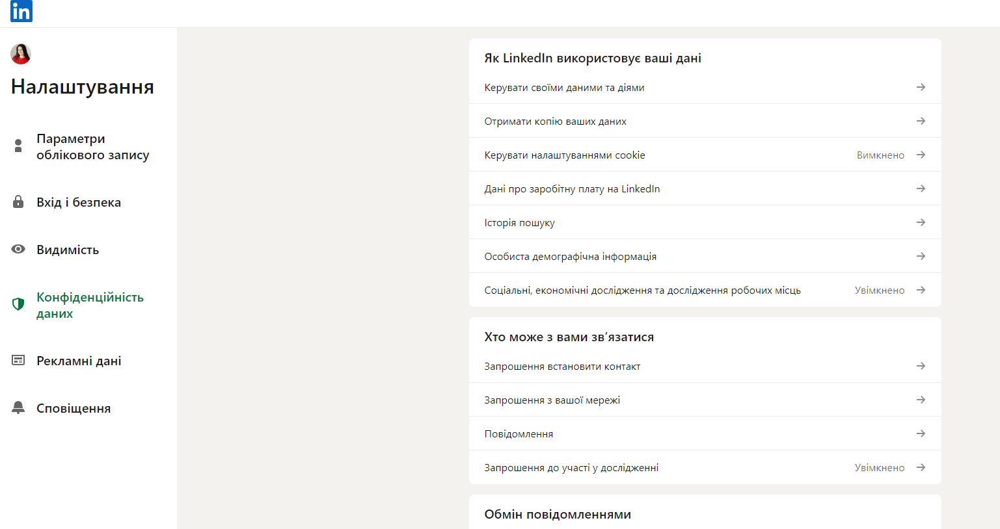 in
Налаштування
Параметри
облікового запису
Вхід і безпека
Видимість
Конфіденційність
даних
Рекламні дані
Сповіщення
Як LinkedIn використовує ваші дані
Керувати своїми даними та діями
Отримати копію ваших даних
Керувати налаштуваннями cookie Вимкнено
Дані про заробітну плату на LinkedIn
Історія пошуку
Особиста демографічна інформація
Соціальні, економічні дослідження та дослідження робочих місць Увімкнено
Хто може з вами зв’язатися
Запрошення встановити контакт
Запрошення з вашої мережі
Повідомлення
Запрошення до участі у дослідженні Увімкнено
Обмін повідомленнями